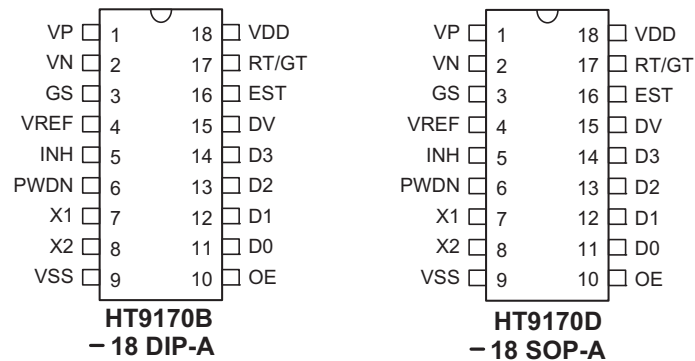 VP 1 18 VDD
VN 2 17 RT/GT
GS 3 16 EST
VREF 4 15 DV
INH 5 14 D3
PWDN 6 13 D2
X1 7 12 D1
X2 8 11 D0
VSS 9 10 OE
HT9170B
– 18 DIP-A
VP 1 18 VDD
VN 2 17 RT/GT
GS 3 16 EST
VREF 4 15 DV
INH 5 14 D3
PWDN 6 13 D2
X1 7 12 D1
X2 8 11 D0
VSS 9 10 OE
HT9170D
– 18 SOP-A